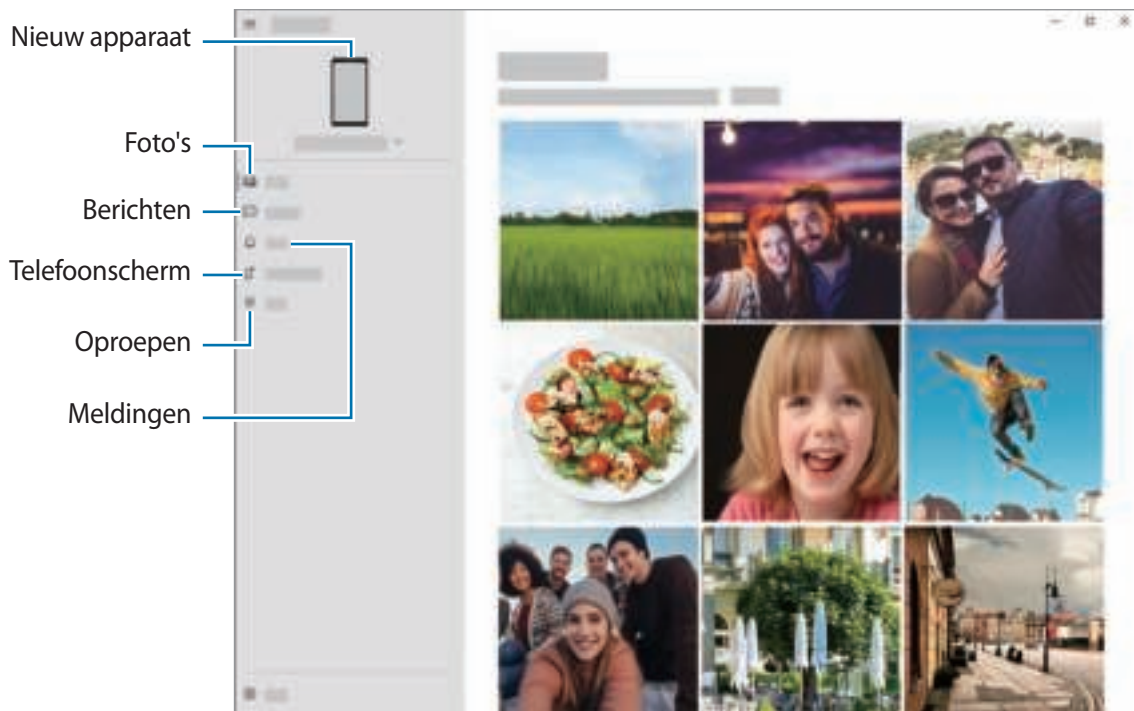 Nieuw apparaat
Foto's
Berichten
Telefoonscherm
Oproepen
Meldingen